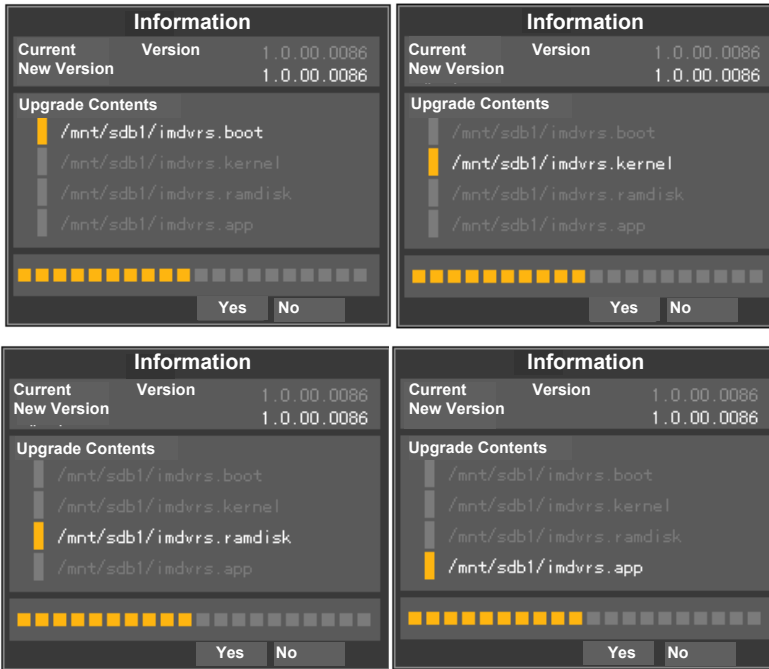 Information
Current Version 1.0.00.0086
New Version 1.0.00.0086
Upgrade Contents
/mnt/sdb1/imdvrs.boot
/mnt/sdb1/imdvrs.kernel
/mnt/sdb1/imdvrs.ramdisk
/mnt/sdb1/imdvrs.app
Yes No
Information
Current Version 1.0.00.0086
New Version 1.0.00.0086
Upgrade Contents
/mnt/sdb1/imdvrs.boot
/mnt/sdb1/imdvrs.kernel
/mnt/sdb1/imdvrs.ramdisk
/mnt/sdb1/imdvrs.app
Yes No
Information
Current Version 1.0.00.0086
New Version 1.0.00.0086
Upgrade Contents
/mnt/sdb1/imdvrs.boot
/mnt/sdb1/imdvrs.kernel
/mnt/sdb1/imdvrs.ramdisk
/mnt/sdb1/imdvrs.app
Yes No
Information
Current Version 1.0.00.0086
New Version 1.0.00.0086
Upgrade Contents
/mnt/sdb1/imdvrs.boot
/mnt/sdb1/imdvrs.kernel
/mnt/sdb1/imdvrs.ramdisk
/mnt/sdb1/imdvrs.app
Yes No